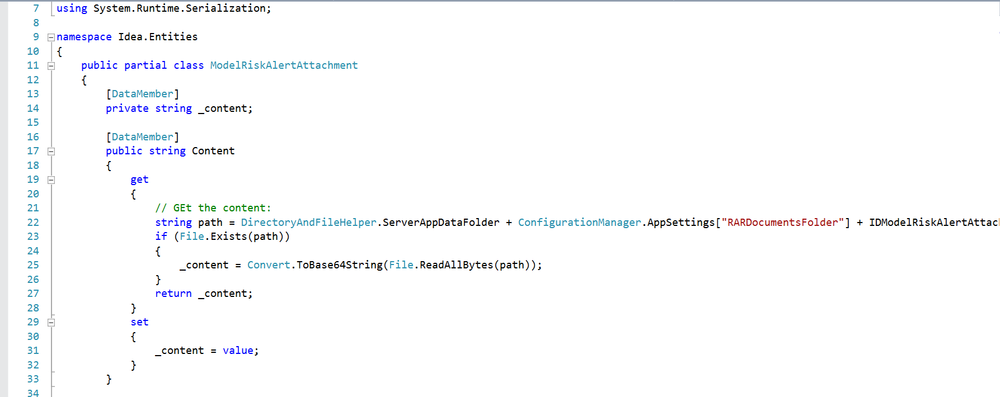 7 using System.Runtime.Serialization;
8
9 namespace Idea.Entities
10 {
11 public partial class ModelRiskAlertAttachment
12 {
13 [DataMember]
14 private string _content;
15
16 [DataMember]
17 public string Content
18 {
19 get
20 {
21 // GEt the content:
22 string path = DirectoryAndFileHelper.ServerAppDataFolder + ConfigurationManager.AppSettings["RARDocumentsFolder"] + IDModelRiskAlertAttac
23 if (File.Exists(path))
24 {
25 _content = Convert.ToBase64String(File.ReadAllBytes(path));
26 }
27 return _content;
28 }
29 set
30 {
31 _content = value;
32 }
33 }
34